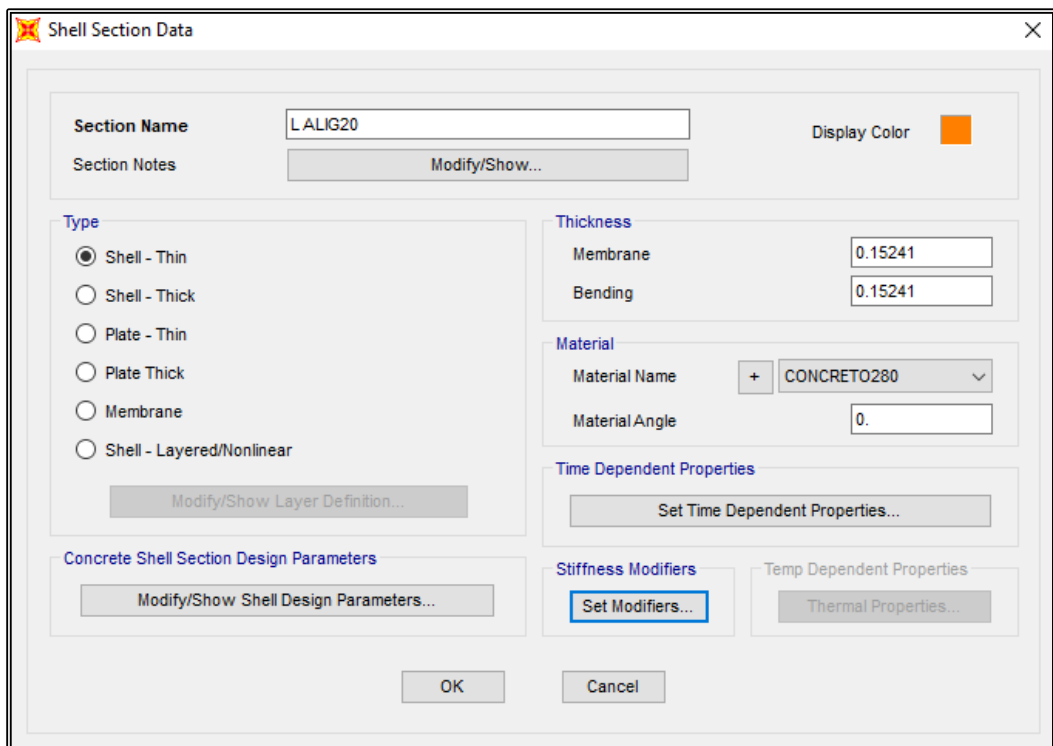 Shell Section Data
Section Name
L ALIG20
Display Color
Section Notes
Modify/Show...
Type
Shell - Thin
Shell - Thick
Plate - Thin
Plate Thick
Membrane
Shell - Layered/Nonlinear
Modify/Show Layer Definition...
Concrete Shell Section Design Parameters
Modify/Show Shell Design Parameters...
Thickness
Membrane 0.15241
Bending 0.15241
Material
Material Name + CONCRETO280
Material Angle 0.
Time Dependent Properties
Set Time Dependent Properties...
Stiffness Modifiers
Set Modifiers...
Temp Dependent Properties
Thermal Properties...
OK Cancel